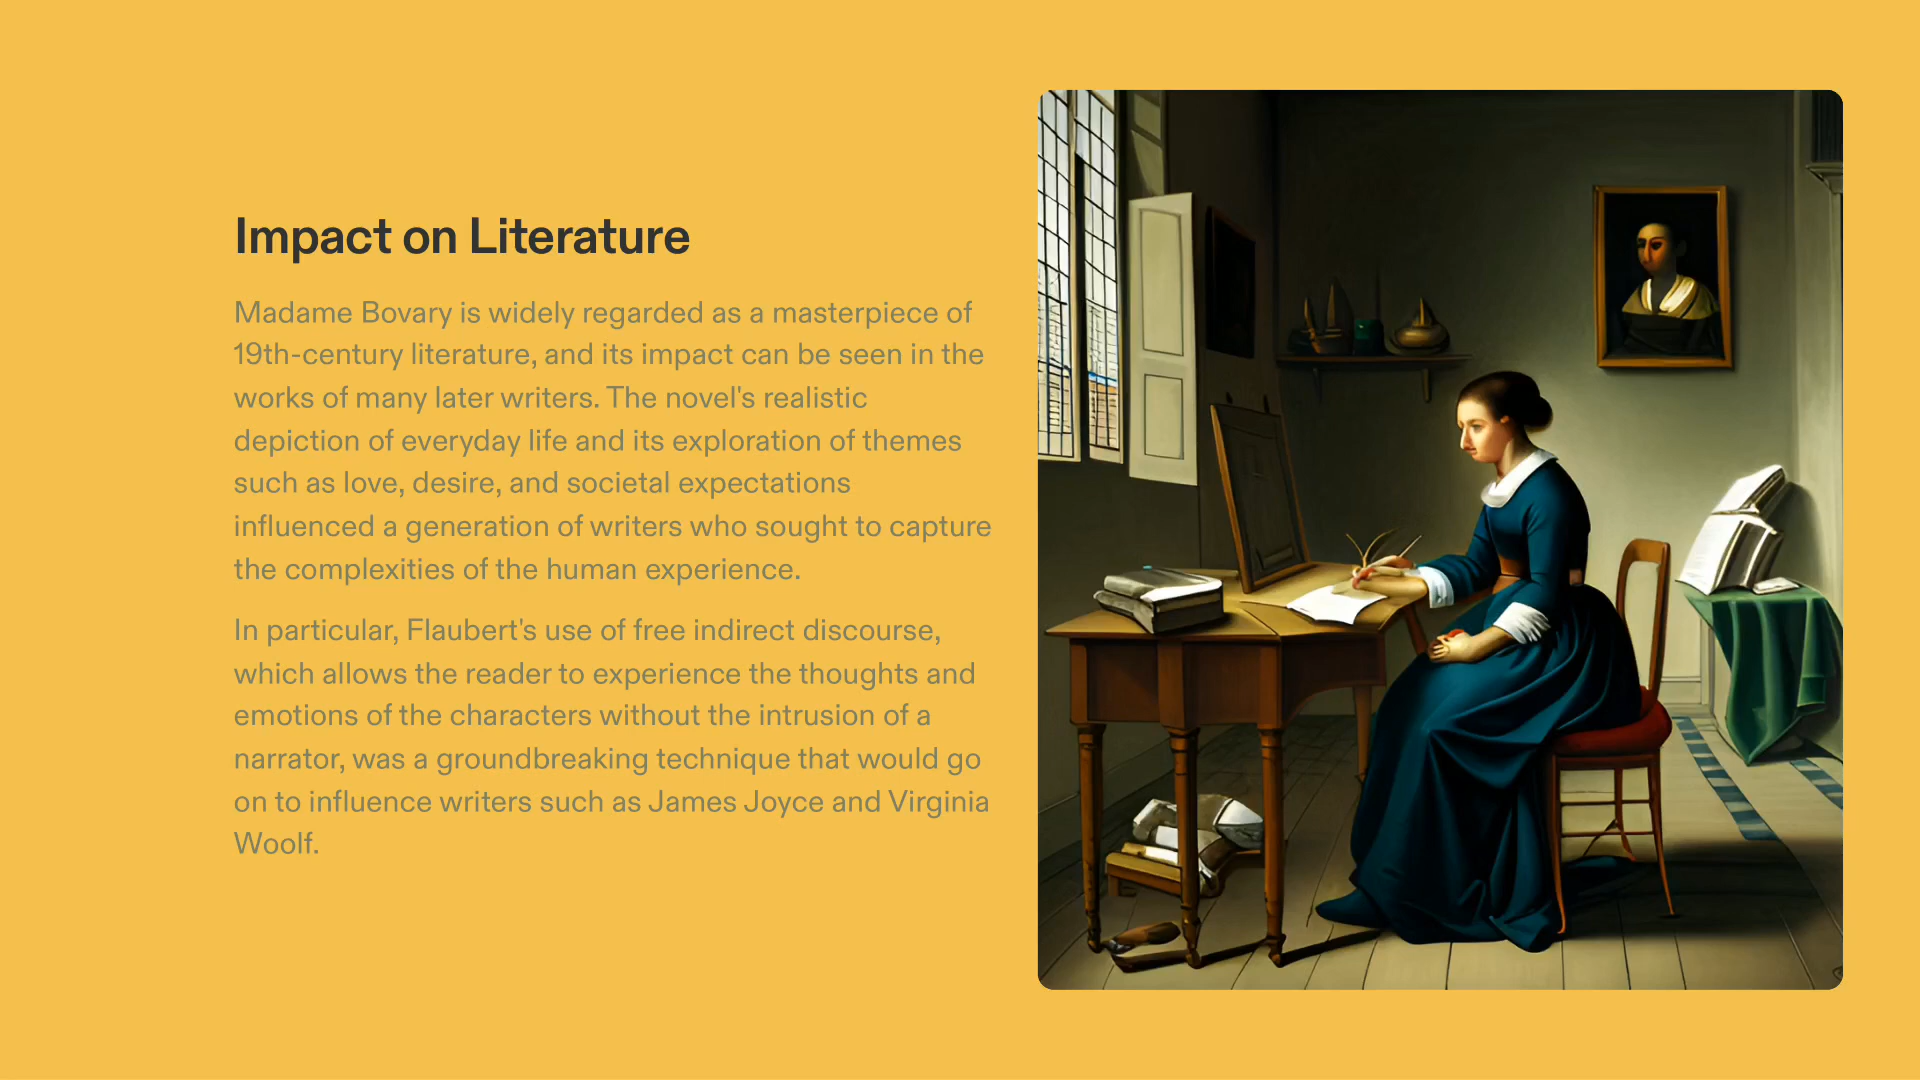 Impact on Literature
Madame Bovary is widely regarded as a masterpiece of
19th-century literature, and its impact can be seen in the
works of many later writers. The novel's realistic
depiction of everyday life and its exploration of themes
such as love, desire, and societal expectations
influenced a generation of writers who sought to capture
the complexities of the human experience.
In particular, Flaubert's use of free indirect discourse,
which allows the reader to experience the thoughts and
emotions of the characters without the intrusion of a
narrator, was a groundbreaking technique that would go
on to influence writers such as James Joyce and Virginia
Woolf.